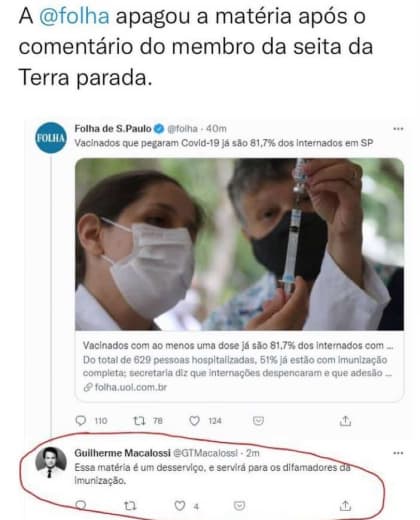 A @folha apagou a matéria após o
comentário do membro da seita da
Terra parada.
FOLHA
Folha de S.Paulo @folha · 40m
Vacinados que pegaram Covid-19 já são 81,7% dos internados em SP
Vacinados com ao menos uma dose já são 81,7% dos internados com ...
Do total de 629 pessoas hospitalizadas, 51% já estão com imunização
completa; secretaria diz que internações despencaram e que adesão ...
folha.uol.com.br
110 78 124
Guilherme Macalossi @GTMacalossi · 2m
Essa matéria é um desserviço, e servirá para os difamadores da
imunização.
4